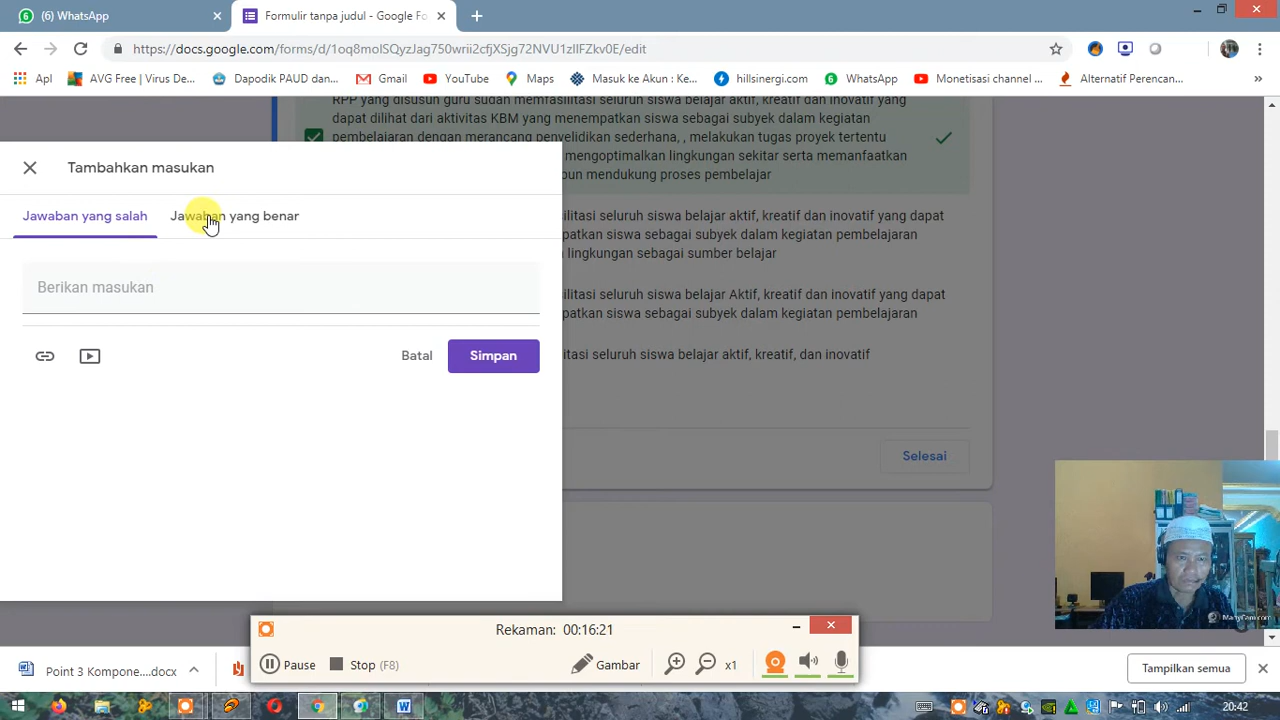 (6) WhatsApp
Formulir tanpa judul - Google Fo
https://docs.google.com/forms/d/1oq8molSQyzJag750wrii2cfjXSjg72NVU1zIlFZkv0E/edit
Apl
AVG Free | Virus De...
Dapodik PAUD dan...
Gmail
YouTube
Maps
Masuk ke Akun : Ke...
hillsinergi.com
WhatsApp
Monetisasi channel ...
Alternatif Perencan...
RPP yang disusun guru sudah memfasilitasi seluruh siswa belajar aktif, kreatif dan inovatif yang
dapat dilihat dari aktivitas KBM yang menempatkan siswa sebagai subyek dalam kegiatan
pembelajaran dengan merancang penyelidikan sederhana, , melakukan tugas proyek tertentu
mengoptimalkan lingkungan sekitar serta memanfaatkan
pun mendukung proses pembelajar
Tambahkan masukan
Jawaban yang salah
Jawaban yang benar
silitasi seluruh siswa belajar aktif, kreatif dan inovatif yang dapat
patkan siswa sebagai subyek dalam kegiatan pembelajaran
lingkungan sebagai sumber belajar
Berikan masukan
silitasi seluruh siswa belajar Aktif, kreatif dan inovatif yang dapat
patkan siswa sebagai subyek dalam kegiatan pembelajaran
Batal
Simpan
itasi seluruh siswa belajar aktif, kreatif, dan inovatif
Selesai
ManyCam.com
Rekaman: 00:16:21
Pause
Stop (F8)
Gambar
x1
Point 3 Kompone....docx
Tampilkan semua
20:42